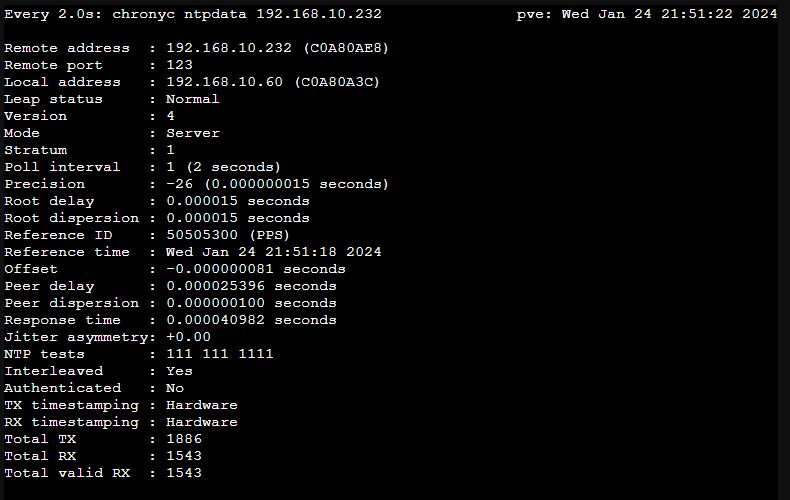 Every 2.0s: chronyc ntpdata 192.168.10.232 pve: Wed Jan 24 21:51:22 2024
Remote address  : 192.168.10.232 (C0A80AE8)
Remote port     : 123
Local address   : 192.168.10.60 (C0A80A3C)
Leap status     : Normal
Version         : 4
Mode            : Server
Stratum         : 1
Poll interval   : 1 (2 seconds)
Precision       : -26 (0.000000015 seconds)
Root delay      : 0.000015 seconds
Root dispersion : 0.000015 seconds
Reference ID    : 50505300 (PPS)
Reference time  : Wed Jan 24 21:51:18 2024
Offset          : -0.000000081 seconds
Peer delay      : 0.000025396 seconds
Peer dispersion : 0.000000100 seconds
Response time   : 0.000040982 seconds
Jitter asymmetry: +0.00
NTP tests       : 111 111 1111
Interleaved     : Yes
Authenticated   : No
TX timestamping : Hardware
RX timestamping : Hardware
Total TX        : 1886
Total RX        : 1543
Total valid RX  : 1543